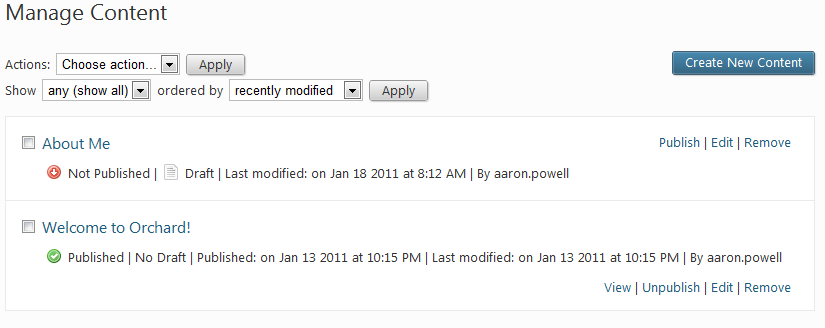 Manage Content
Actions: Choose action... Apply Create New Content
Show any (show all) ordered by recently modified Apply
About Me Publish | Edit | Remove
Not Published | Draft | Last modified: on Jan 18 2011 at 8:12 AM | By aaron.powell
Welcome to Orchard!
Published | No Draft | Published: on Jan 13 2011 at 10:15 PM | Last modified: on Jan 13 2011 at 10:15 PM | By aaron.powell
View | Unpublish | Edit | Remove